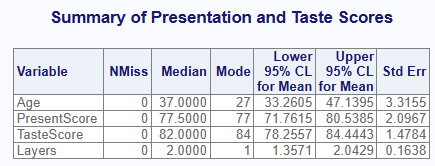 Summary of Presentation and Taste Scores
Variable NMiss Median Mode Lower 95% CL for Mean Upper 95% CL for Mean Std Err
Age 0 37.0000 27 33.2605 47.1395 3.3155
PresentScore 0 77.5000 77 71.7615 80.5385 2.0967
TasteScore 0 82.0000 84 78.2557 84.4443 1.4784
Layers 0 2.0000 1 1.3571 2.0429 0.1638